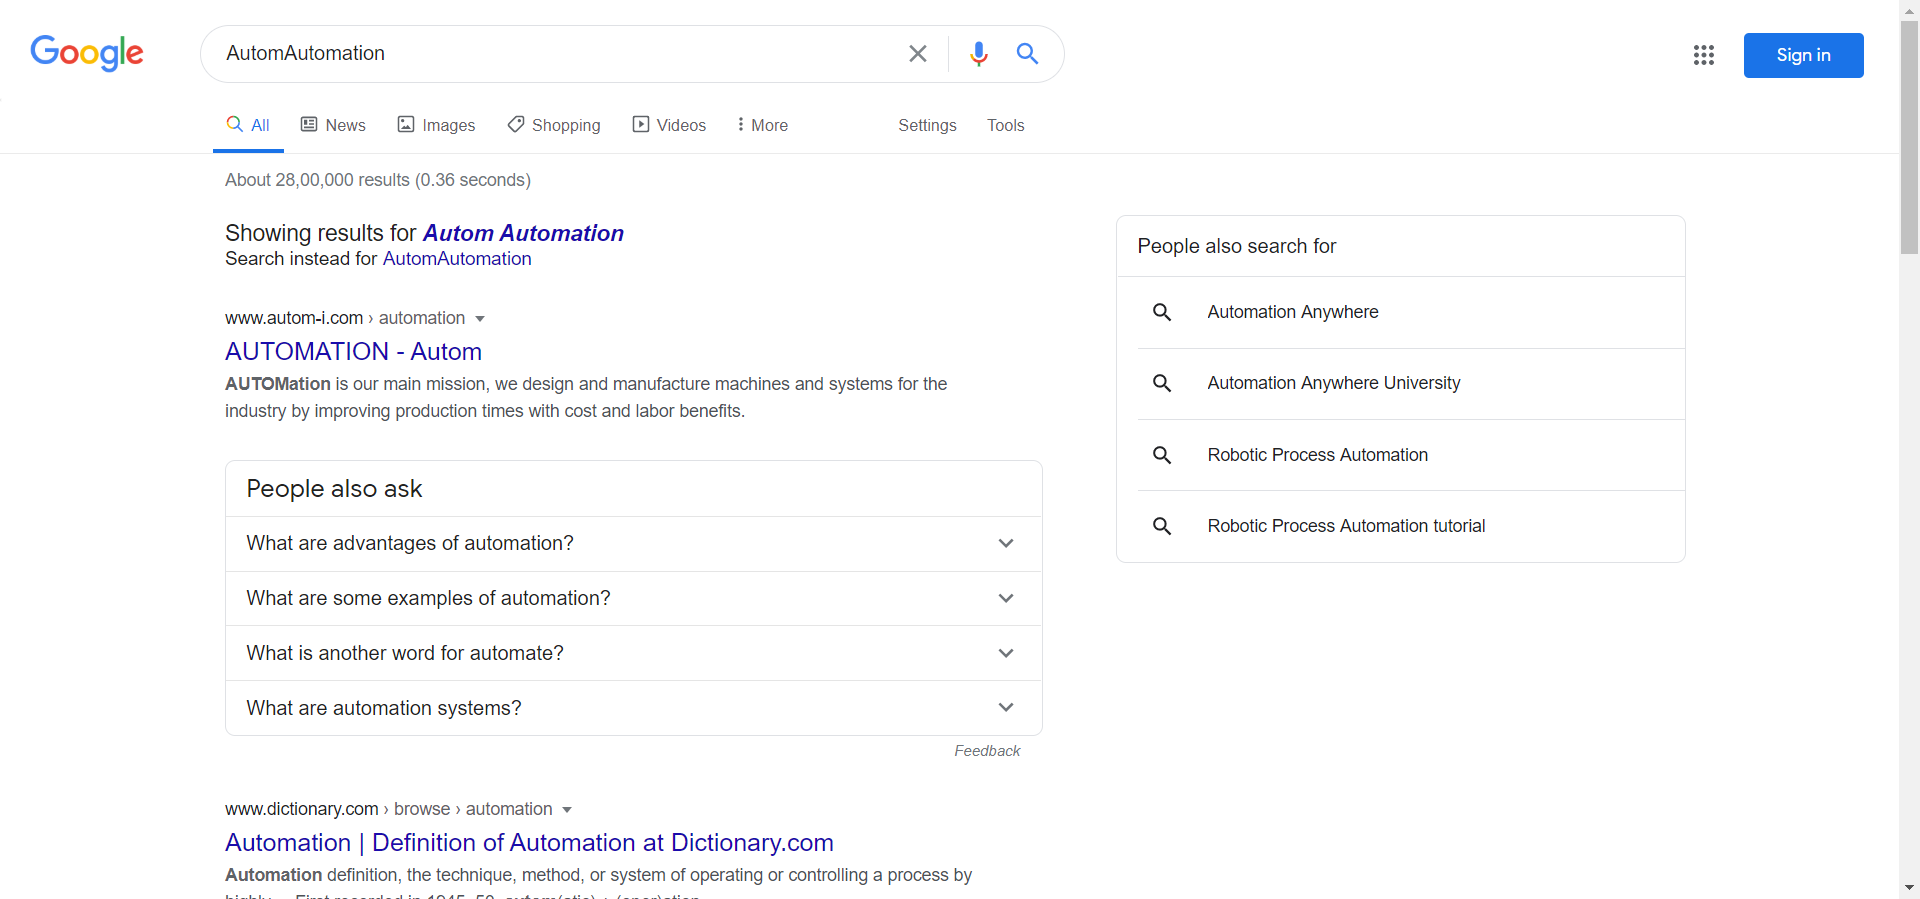 Google
AutomAutomation
Sign in
All News Images Shopping Videos More Settings Tools
About 28,00,000 results (0.36 seconds)
Showing results for Autom Automation
Search instead for AutomAutomation
www.autom-i.com › automation
AUTOMATION - Autom
AUTOMation is our main mission, we design and manufacture machines and systems for the
industry by improving production times with cost and labor benefits.
People also ask
What are advantages of automation?
What are some examples of automation?
What is another word for automate?
What are automation systems?
Feedback
www.dictionary.com › browse › automation
Automation | Definition of Automation at Dictionary.com
Automation definition, the technique, method, or system of operating or controlling a process by
People also search for
Automation Anywhere
Automation Anywhere University
Robotic Process Automation
Robotic Process Automation tutorial